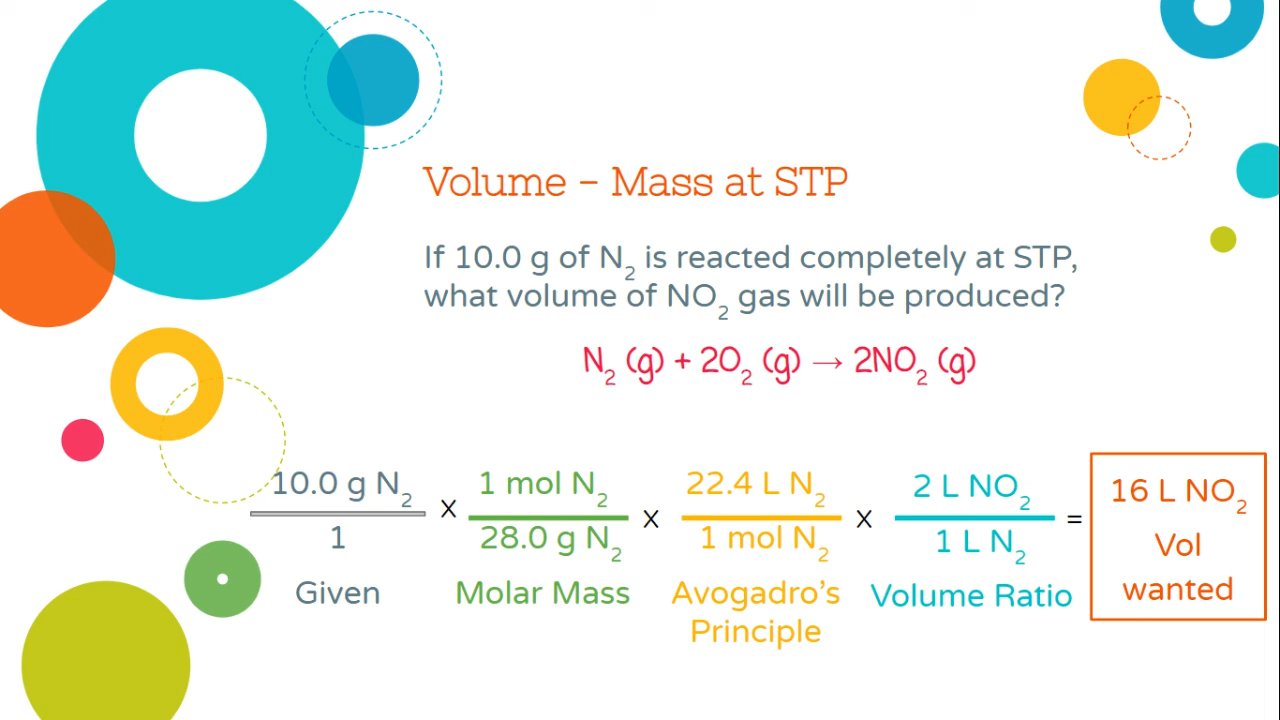 Volume – Mass at STP
If 10.0 g of N₂ is reacted completely at STP,
what volume of NO₂ gas will be produced?
N₂ (g) + 2O₂ (g) → 2NO₂ (g)
10.0 g N₂ x 1 mol N₂ x 22.4 L N₂ x 2 L NO₂ = 16 L NO₂
1 28.0 g N₂ 1 mol N₂ 1 L N₂ Vol
Given Molar Mass Avogadro's Volume Ratio wanted
Principle